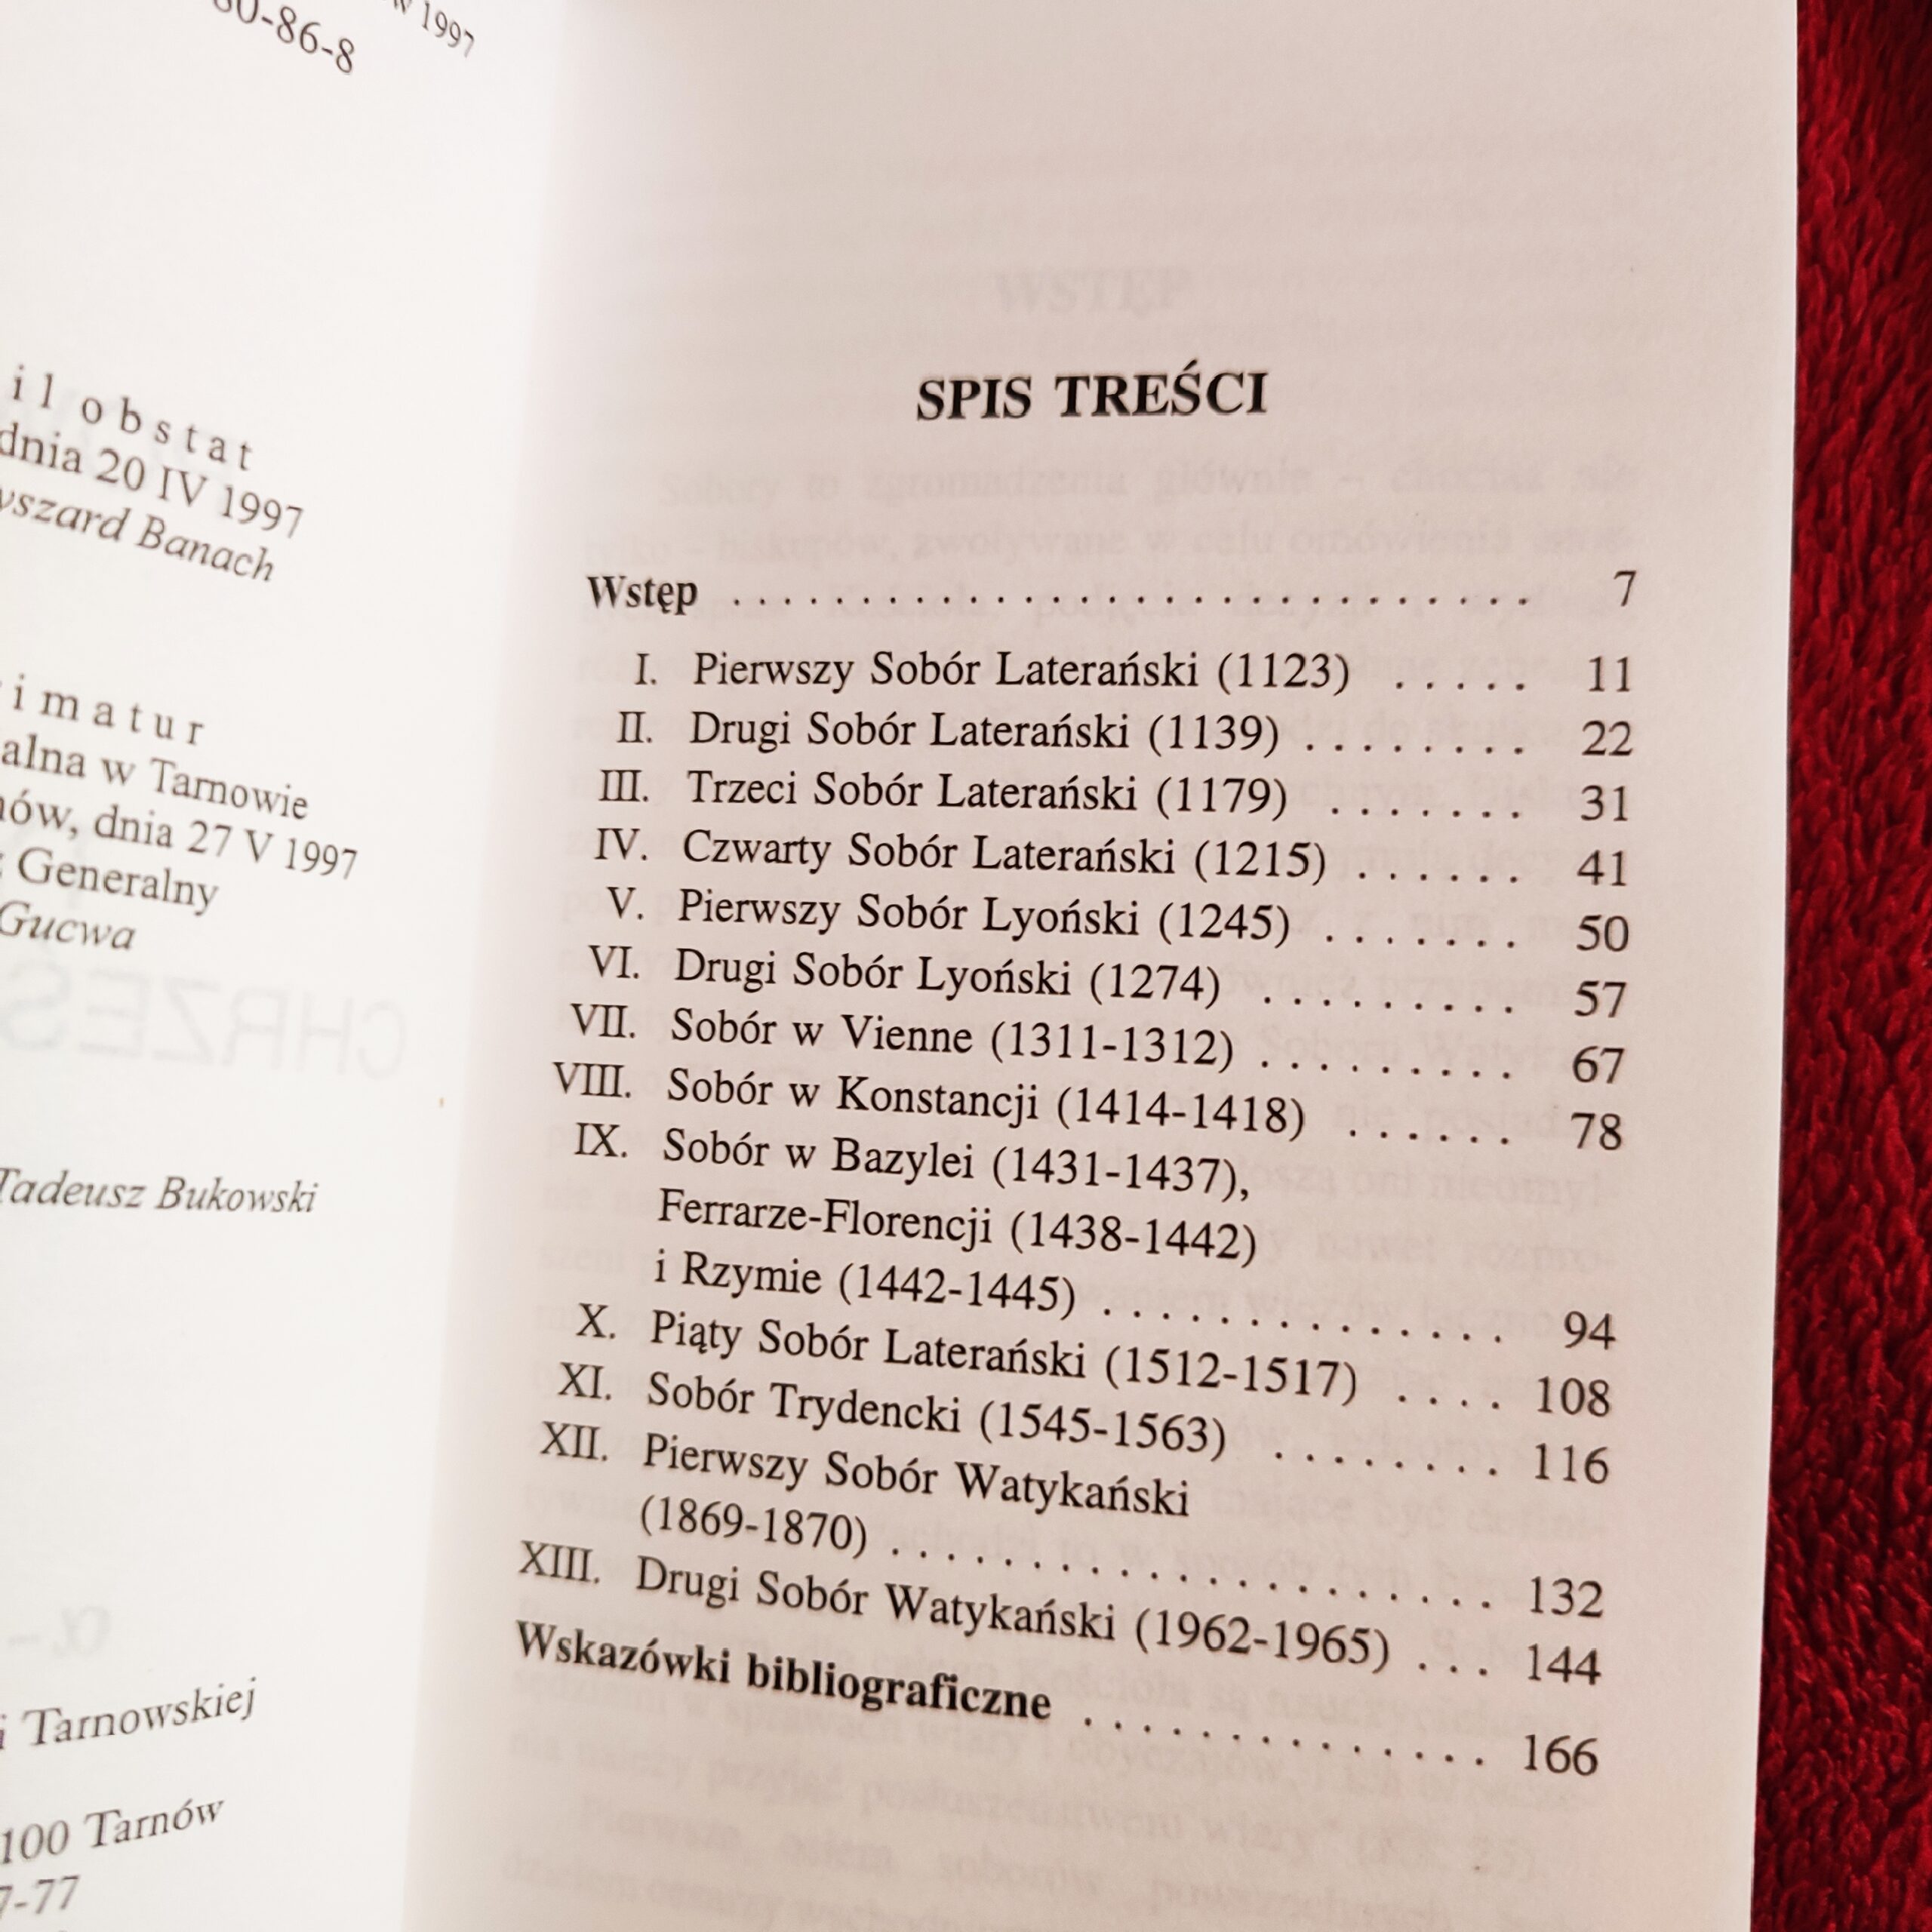 1997
0-86-8
il obstat
dnia 20 IV 1997
yszard Banach
imatur
alna w Tarnowie
nów, dnia 27 V 1997
z Generalny
Gucwa
CHRZEŚ
Tadeusz Bukowski
i Tarnowskiej
100 Tarnów
7-77
WSTĘP
SPIS TREŚCI
Wstęp . . . . . . . . . . . . . . . . . . . . . . . . . . . . . . . 7
I. Pierwszy Sobór Laterański (1123) . . . . . 11
II. Drugi Sobór Laterański (1139) . . . . . . . . 22
III. Trzeci Sobór Laterański (1179) . . . . . . . 31
IV. Czwarty Sobór Laterański (1215) . . . . . . 41
V. Pierwszy Sobór Lyoński (1245) . . . . . . . 50
VI. Drugi Sobór Lyoński (1274) . . . . . . . . . 57
VII. Sobór w Vienne (1311-1312) . . . . . . . . . 67
VIII. Sobór w Konstancji (1414-1418) . . . . . . 78
IX. Sobór w Bazylei (1431-1437),
Ferrarze-Florencji (1438-1442)
i Rzymie (1442-1445) . . . . . . . . . . . . . . 94
X. Piąty Sobór Laterański (1512-1517) . . . . 108
XI. Sobór Trydencki (1545-1563) . . . . . . . . 116
XII. Pierwszy Sobór Watykański
(1869-1870) . . . . . . . . . . . . . . . . . . . . . 132
XIII. Drugi Sobór Watykański (1962-1965) . . . 144
Wskazówki bibliograficzne . . . . . . . . . . . . . . 166